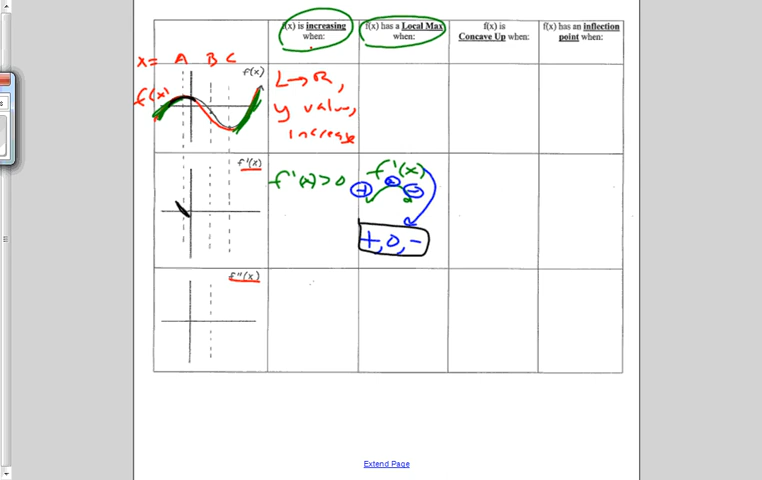 f(x) is increasing
when:
f(x) has a Local Max
when:
f(x) is
Concave Up when:
f(x) has an inflection
point when:
x= A B C
f(x)
f(x)
L→R,
y values
increase
f'(x)
f'(x)>0
f'(x)
+ 0 −
+,0,−
f''(x)
Extend Page